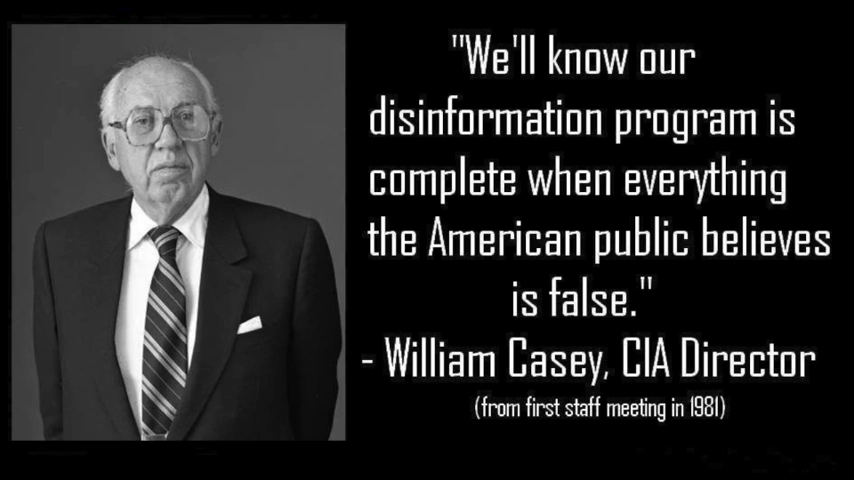 "We'll know our
disinformation program is
complete when everything
the American public believes
is false."
- William Casey, CIA Director
(from first staff meeting in 1981)